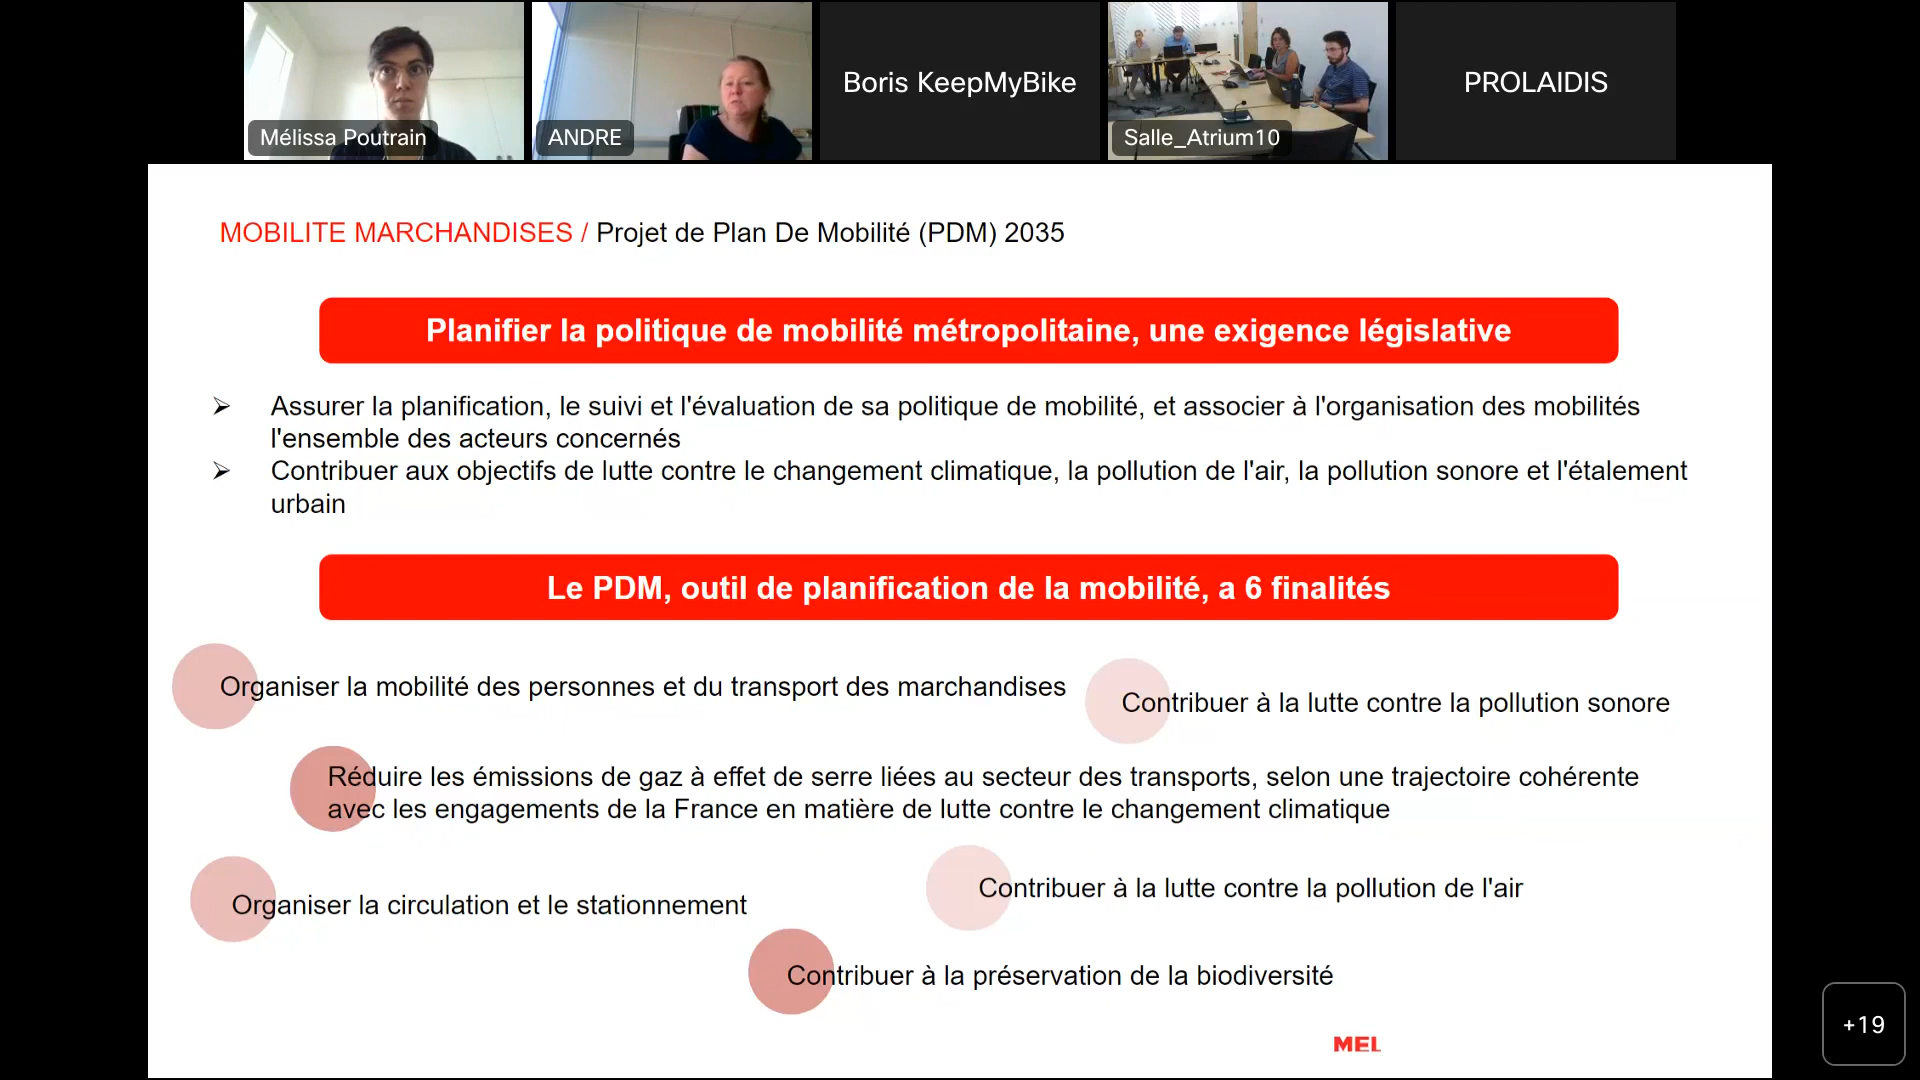 Mélissa Poutrain
ANDRE
Boris KeepMyBike
Salle_Atrium10
PROLAIDIS
MOBILITE MARCHANDISES / Projet de Plan De Mobilité (PDM) 2035
Planifier la politique de mobilité métropolitaine, une exigence législative
➢ Assurer la planification, le suivi et l'évaluation de sa politique de mobilité, et associer à l'organisation des mobilités
l'ensemble des acteurs concernés
➢ Contribuer aux objectifs de lutte contre le changement climatique, la pollution de l'air, la pollution sonore et l'étalement
urbain
Le PDM, outil de planification de la mobilité, a 6 finalités
Organiser la mobilité des personnes et du transport des marchandises
Contribuer à la lutte contre la pollution sonore
Réduire les émissions de gaz à effet de serre liées au secteur des transports, selon une trajectoire cohérente
avec les engagements de la France en matière de lutte contre le changement climatique
Contribuer à la lutte contre la pollution de l'air
Organiser la circulation et le stationnement
Contribuer à la préservation de la biodiversité
+19
MEL